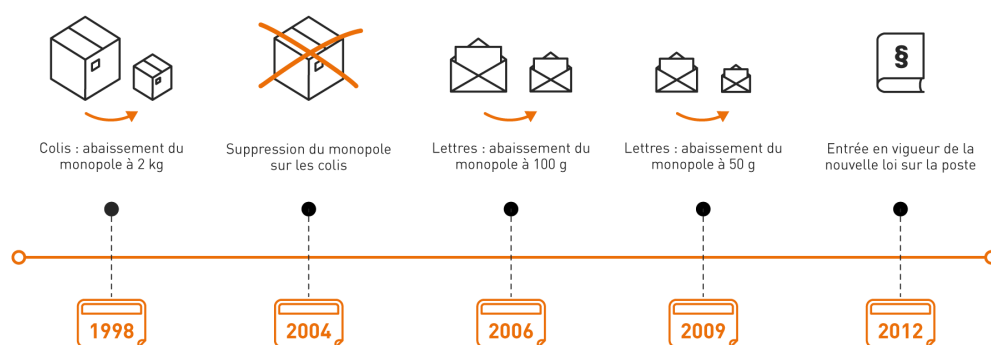 Colis : abaissement du
monopole à 2 kg
Suppression du monopole
sur les colis
§
Lettres : abaissement du
monopole à 100 g
Lettres : abaissement du
monopole à 50 g
Entrée en vigueur de la
nouvelle loi sur la poste
1998
2004
2006
2009
2012